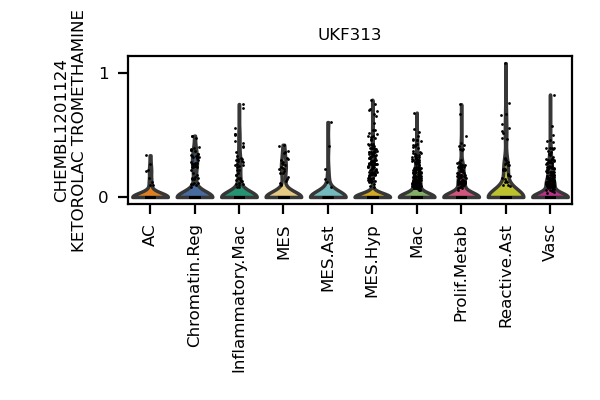 UKF313
CHEMBL1201124
KETOROLAC TROMETHAMINE
1
0
AC
Chromatin.Reg
Inflammatory.Mac
MES
MES.Ast
MES.Hyp
Mac
Prolif.Metab
Reactive.Ast
Vasc